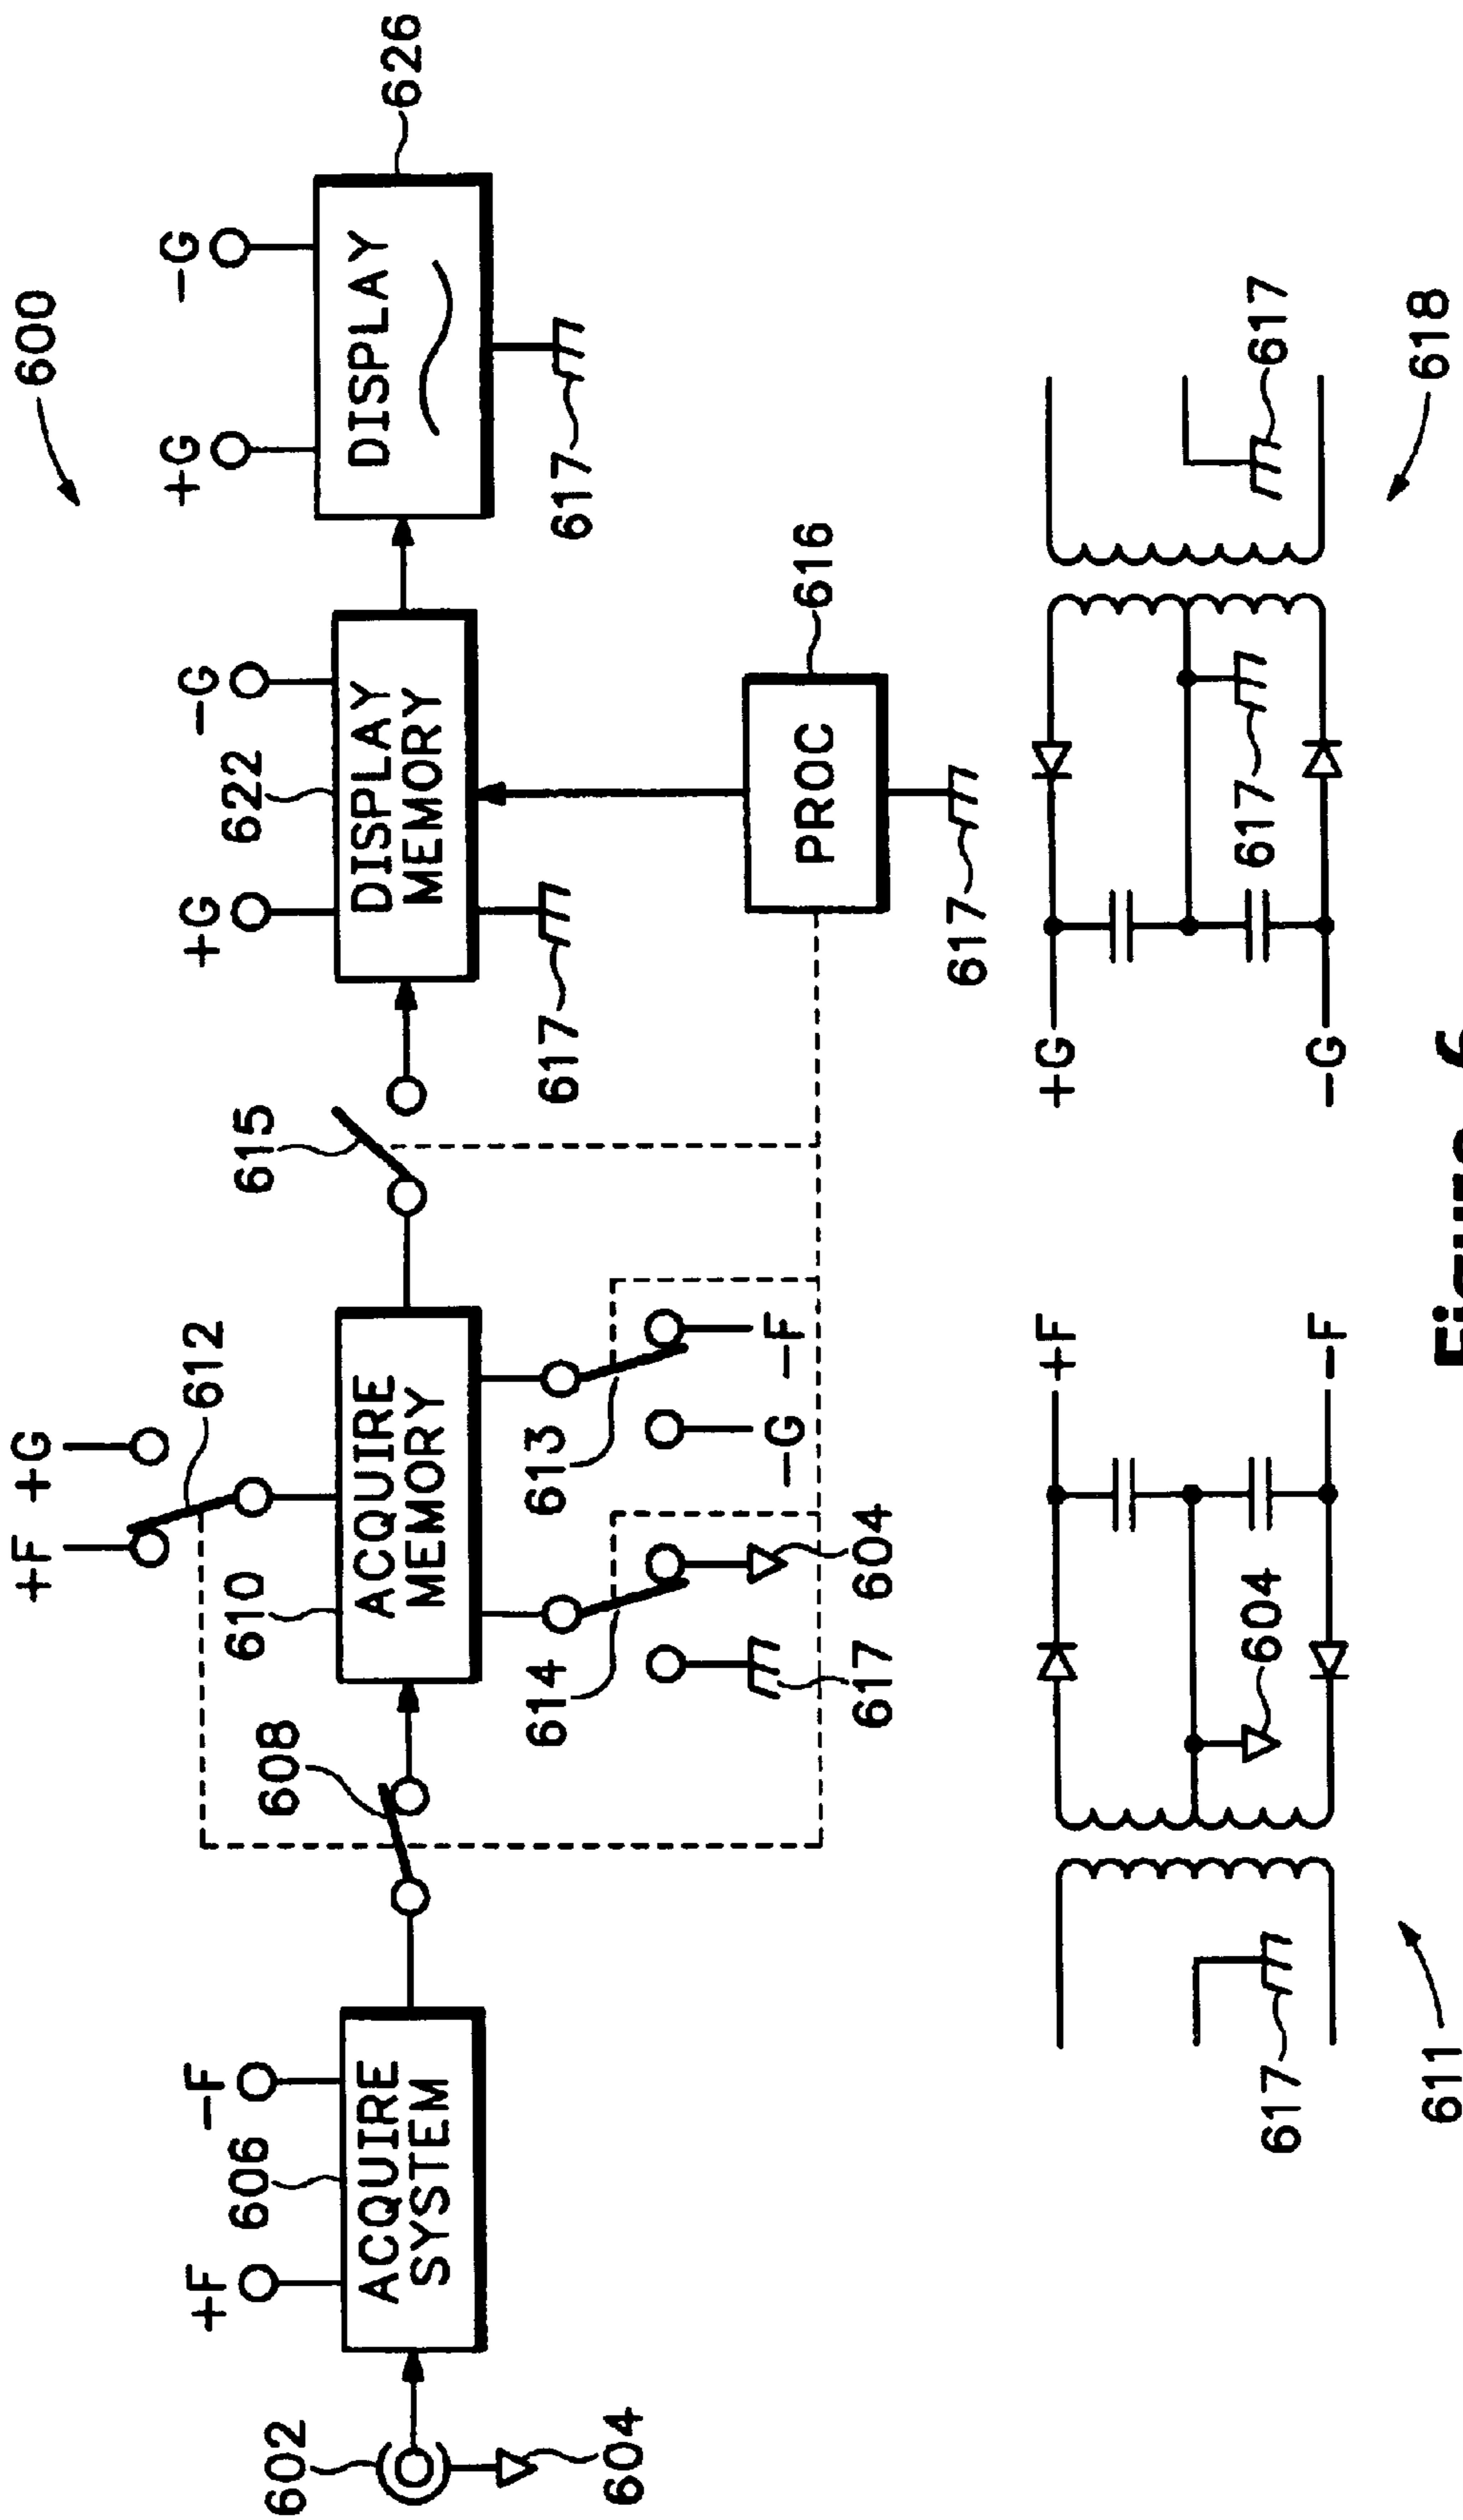 600
+F +G
612
+F
606
-F
608
610
615
+G
622
-G
+G
-G
626
602
604
ACQUIRE
SYSTEM
ACQUIRE
MEMORY
DISPLAY
MEMORY
DISPLAY
614
613
617
617
617
604
-G
-F
PROC
616
617
617
604
+F
-F
+G
-G
617
617
611
618